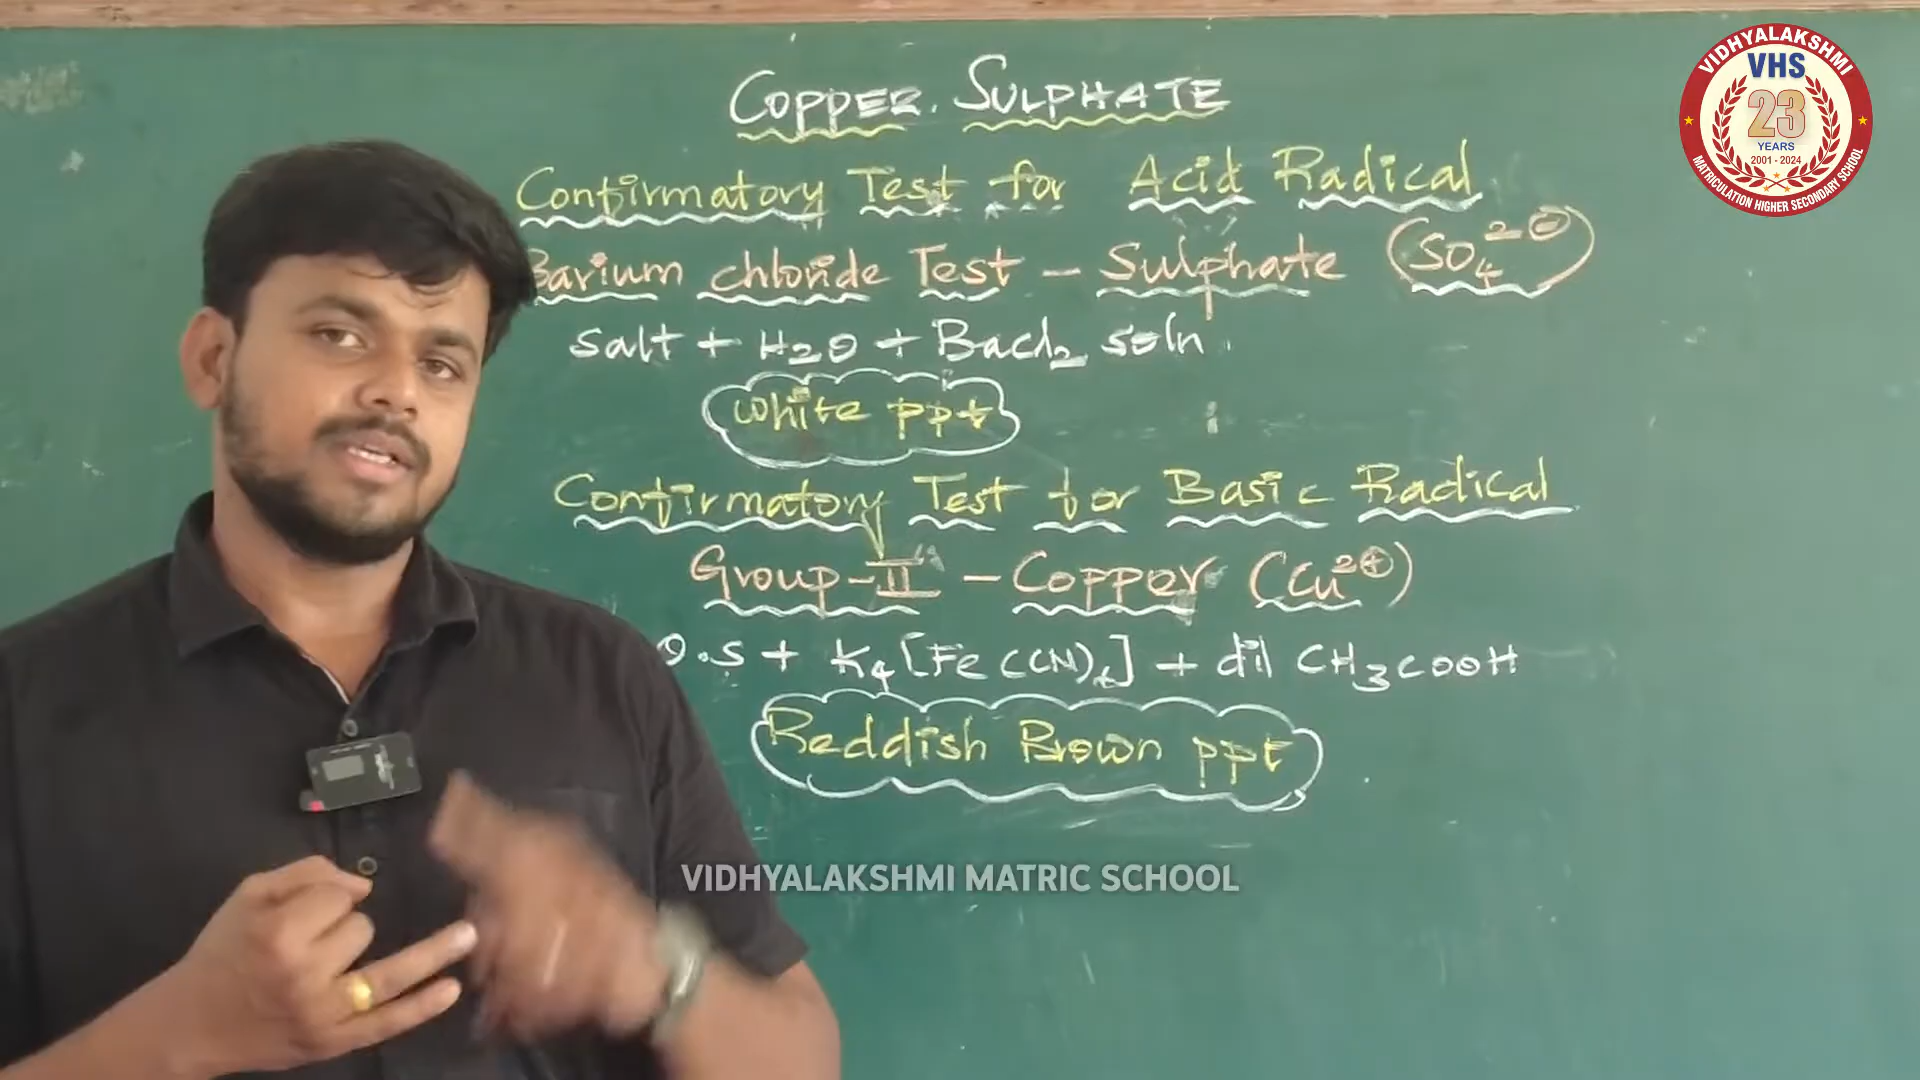 COPPER SULPHATE
Confirmatory Test for Acid Radical
Barium chloride Test - Sulphate (SO₄²⊖)
Salt + H₂O + BaCl₂ soln
White ppt
Confirmatory Test for Basic Radical
Group-II - Copper (Cu²⊕)
O.S + K₄[Fe(CN)₆] + dil CH₃COOH
Reddish Brown ppt
VIDHYALAKSHMI MATRIC SCHOOL
VIDHYALAKSHMI
VHS
23
YEARS
2001 - 2024
MATRICULATION HIGHER SECONDARY SCHOOL